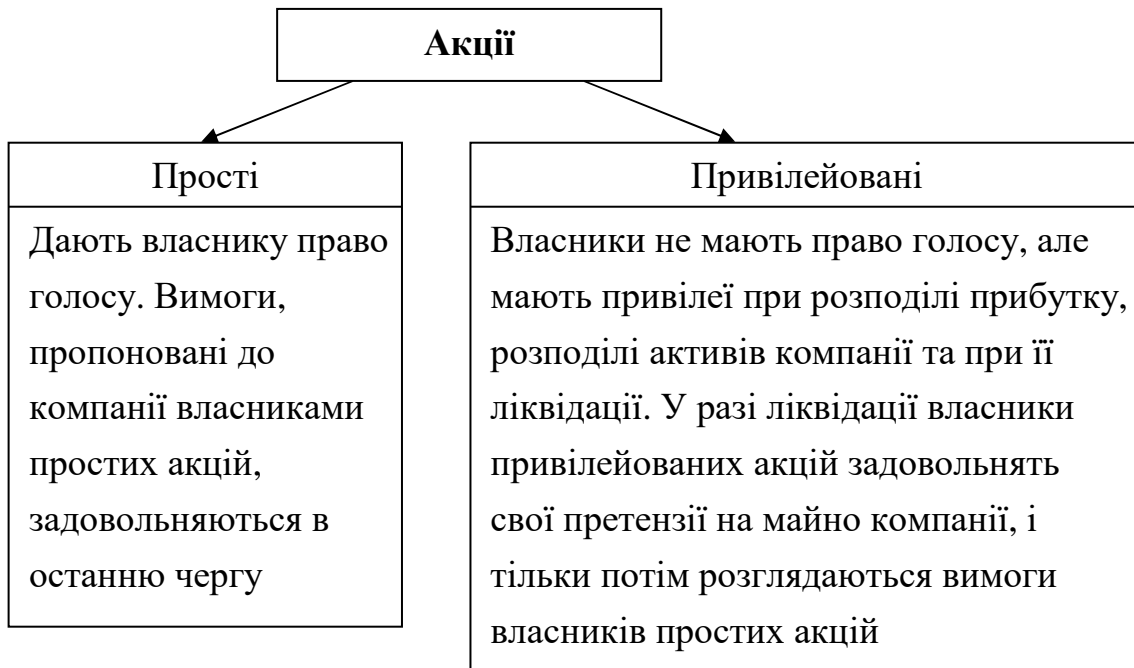 Акції
Прості
Дають власнику право
голосу. Вимоги,
пропоновані до
компанії власниками
простих акцій,
задовольняються в
останню чергу
Привілейовані
Власники не мають право голосу, але
мають привілеї при розподілі прибутку,
розподілі активів компанії та при її
ліквідації. У разі ліквідації власники
привілейованих акцій задовольнять
свої претензії на майно компанії, і
тільки потім розглядаються вимоги
власників простих акцій